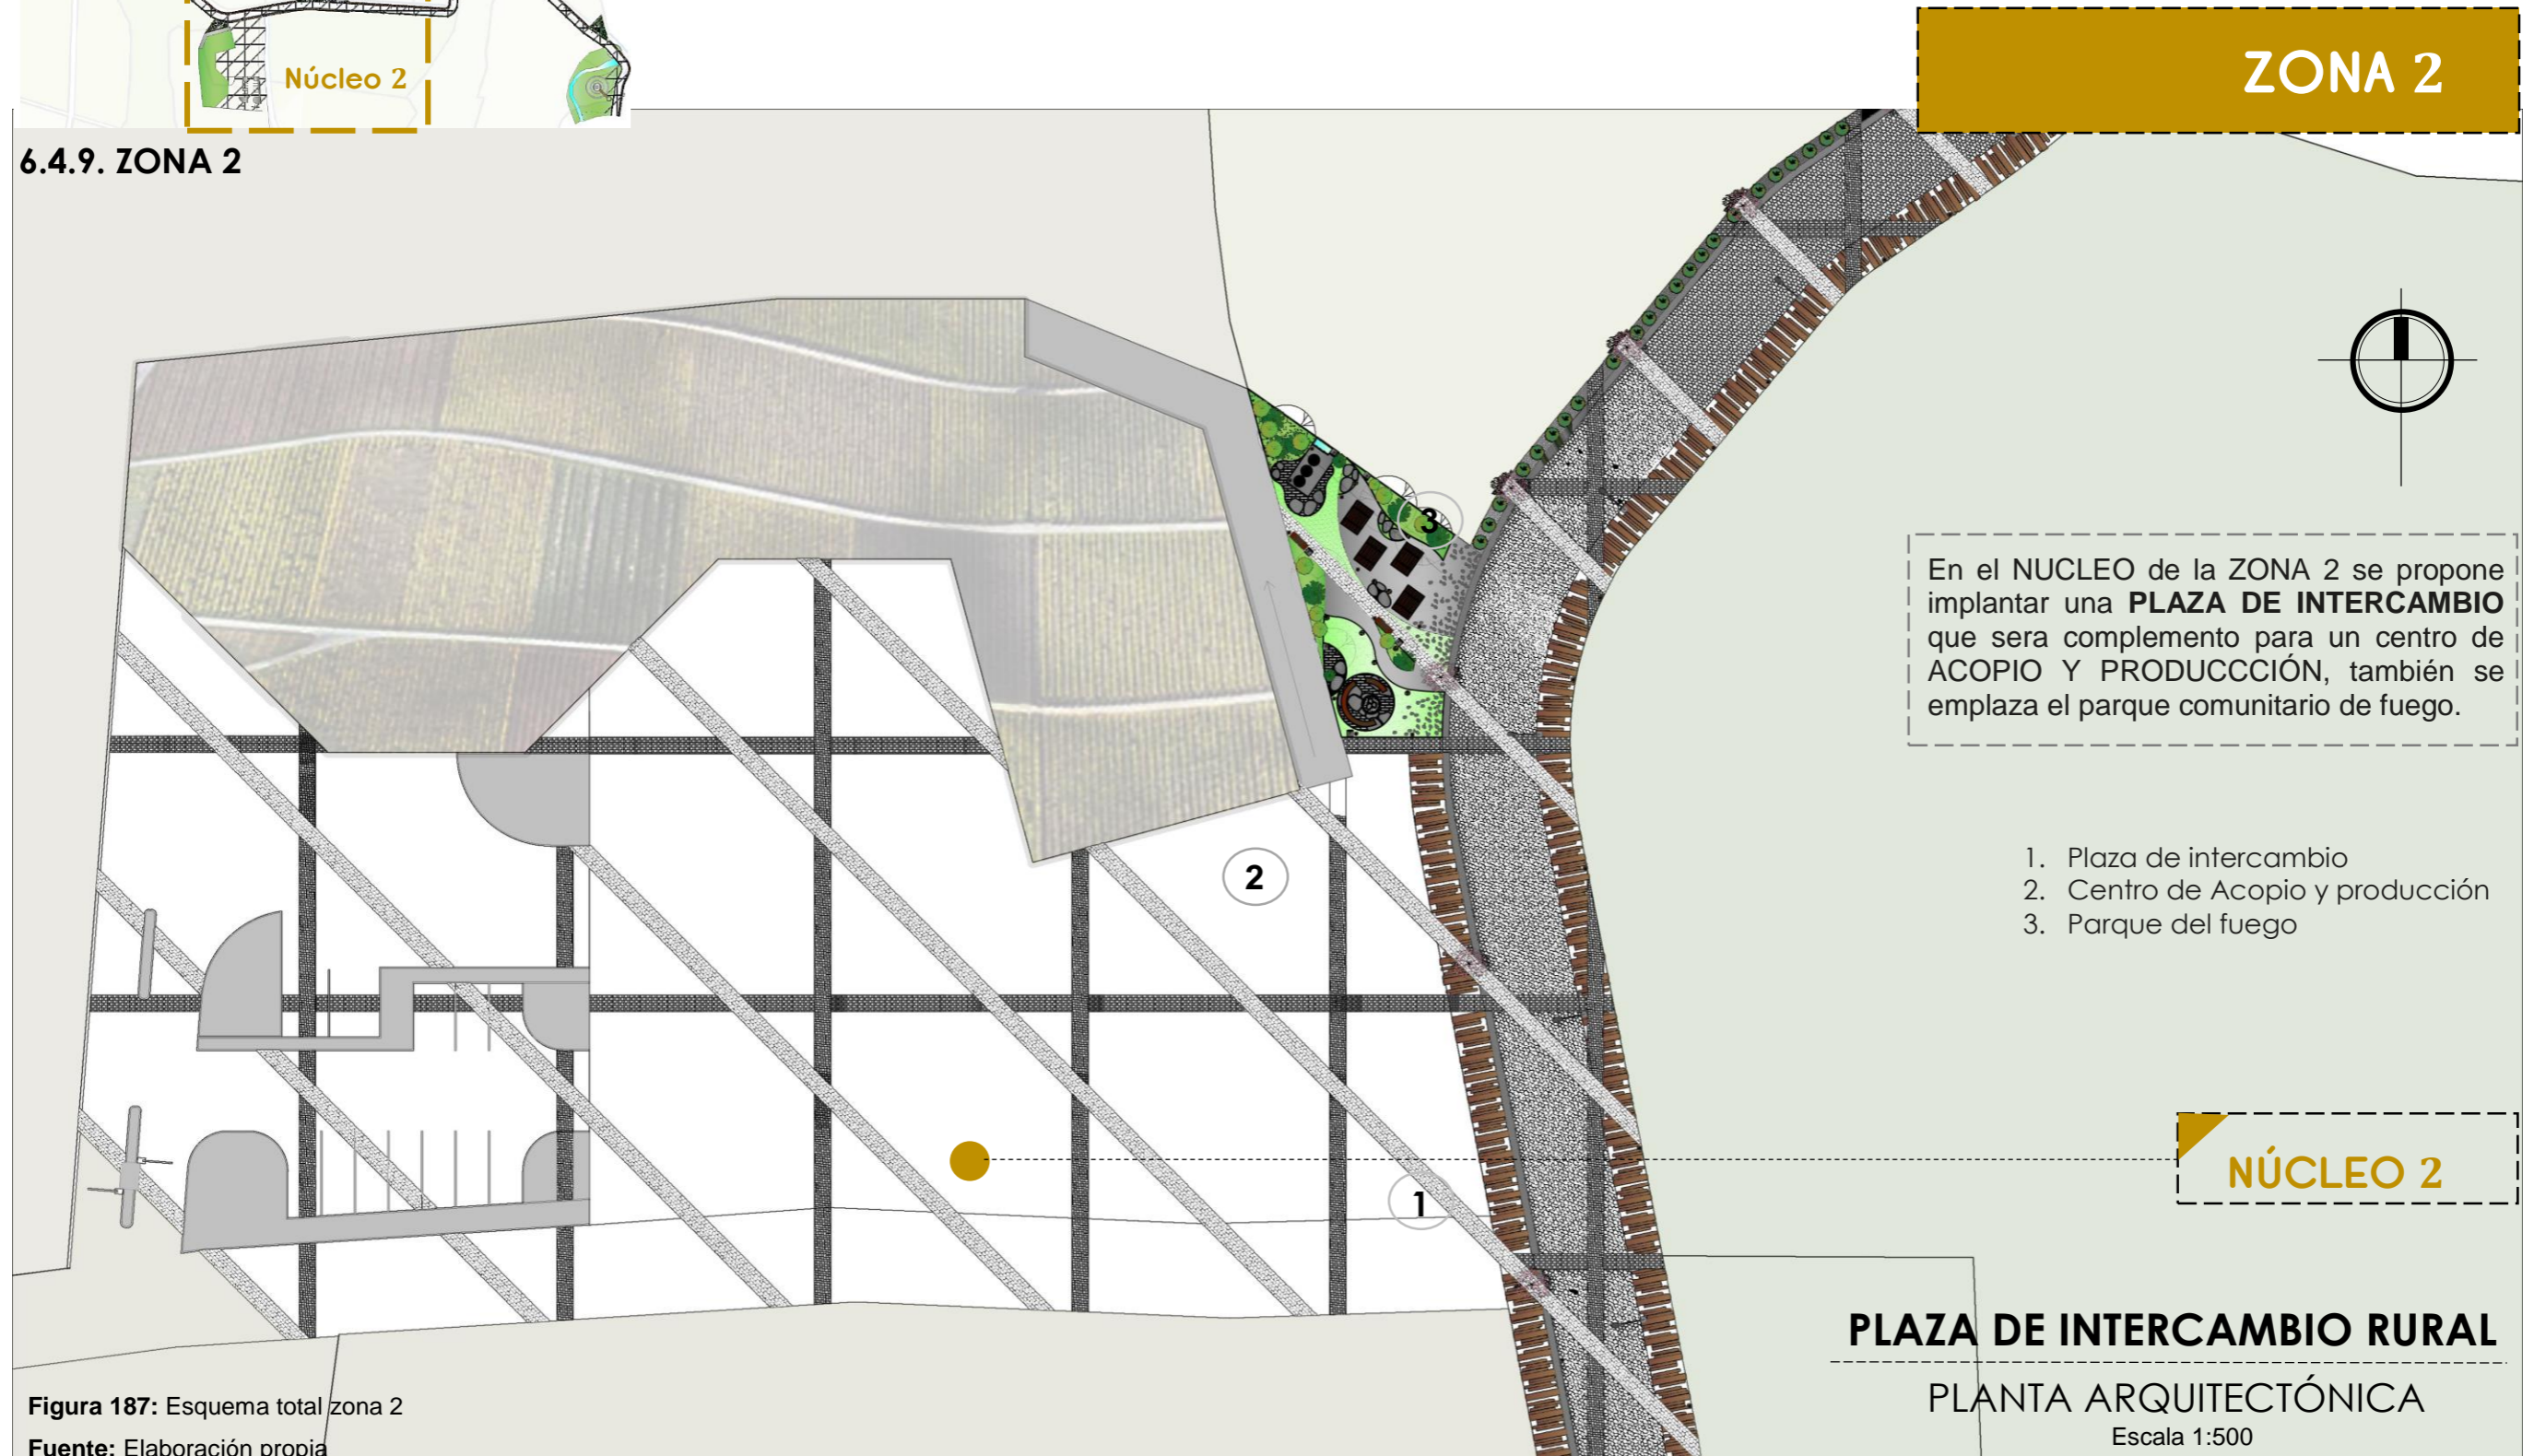 Núcleo 2
ZONA 2
6.4.9. ZONA 2
3
En el NUCLEO de la ZONA 2 se propone
implantar una PLAZA DE INTERCAMBIO
que sera complemento para un centro de
ACOPIO Y PRODUCCCIÓN, también se
emplaza el parque comunitario de fuego.
1. Plaza de intercambio
2. Centro de Acopio y producción
3. Parque del fuego
2
1
NÚCLEO 2
PLAZA DE INTERCAMBIO RURAL
PLANTA ARQUITECTÓNICA
Escala 1:500
Figura 187: Esquema total zona 2
Fuente: Elaboración propia